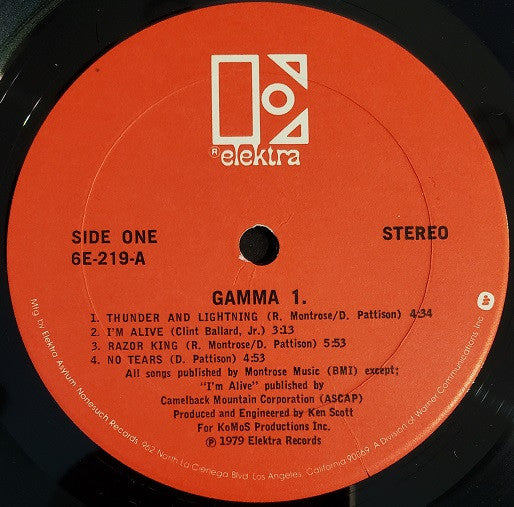 ® elektra
SIDE ONE
6E-219-A
STEREO
GAMMA 1.
1. THUNDER AND LIGHTNING (R. Montrose/D. Pattison) 4:34
2. I'M ALIVE (Clint Ballard, Jr.) 3:13
3. RAZOR KING (R. Montrose/D. Pattison) 5:53
4. NO TEARS (D. Pattison) 4:53
All songs published by Montrose Music (BMI) except;
"I'm Alive" published by
Camelback Mountain Corporation (ASCAP)
Produced and Engineered by Ken Scott
For KoMoS Productions Inc.
℗ 1979 Elektra Records
Mfg by Elektra Asylum Nonesuch Records, 962 North La Cienega Blvd. Los Angeles, California 90069. A Division of Warner Communications Inc.